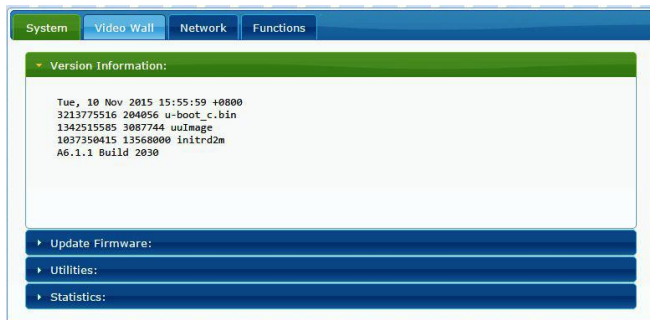 System Video Wall Network Functions
Version Information:
Tue, 10 Nov 2015 15:55:59 +0800
3213775516 204056 u-boot_c.bin
1342515585 3087744 uuImage
1037350415 13568000 initrd2m
A6.1.1 Build 2030
Update Firmware:
Utilities:
Statistics: